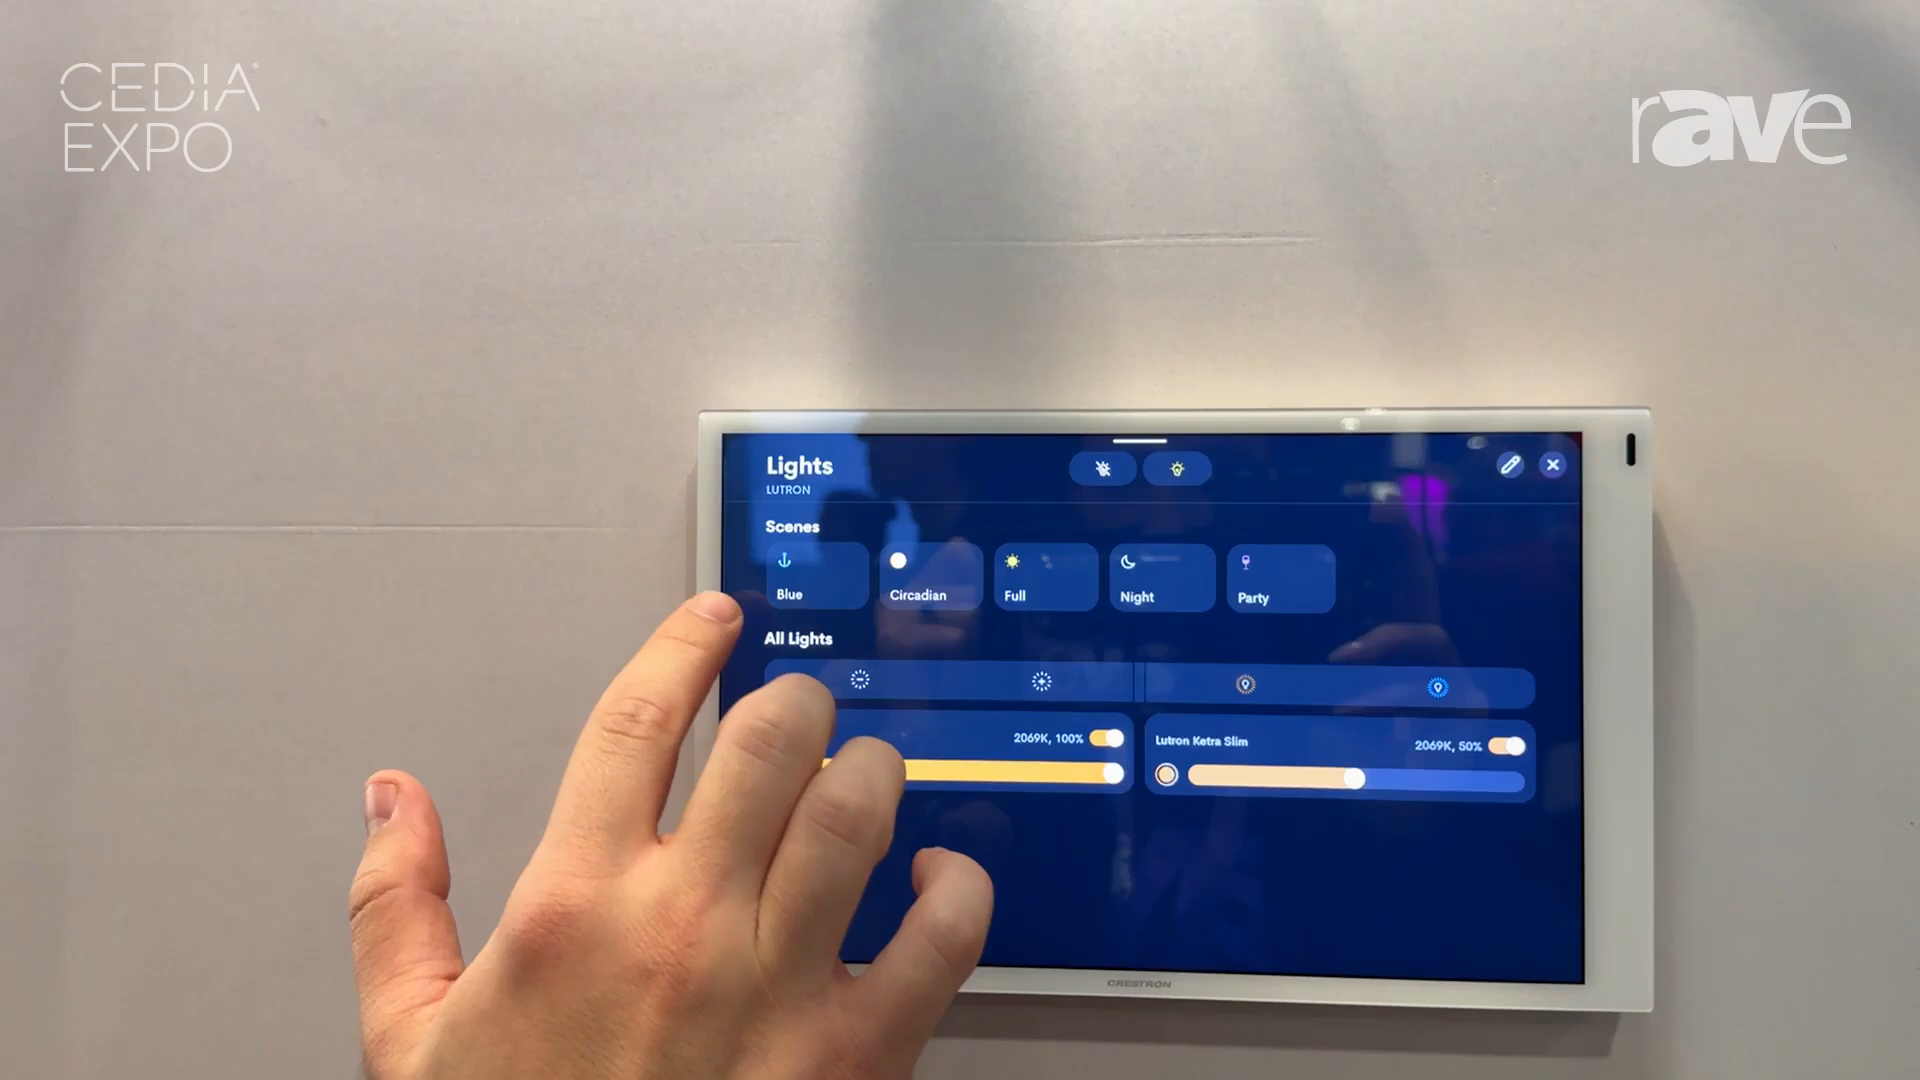 CEDIA
EXPO
rave
Lights
LUTRON
Scenes
Blue
Circadian
Full
Night
Party
All Lights
2069K, 100%
Lutron Ketra Slim
2069K, 50%
CRESTRON